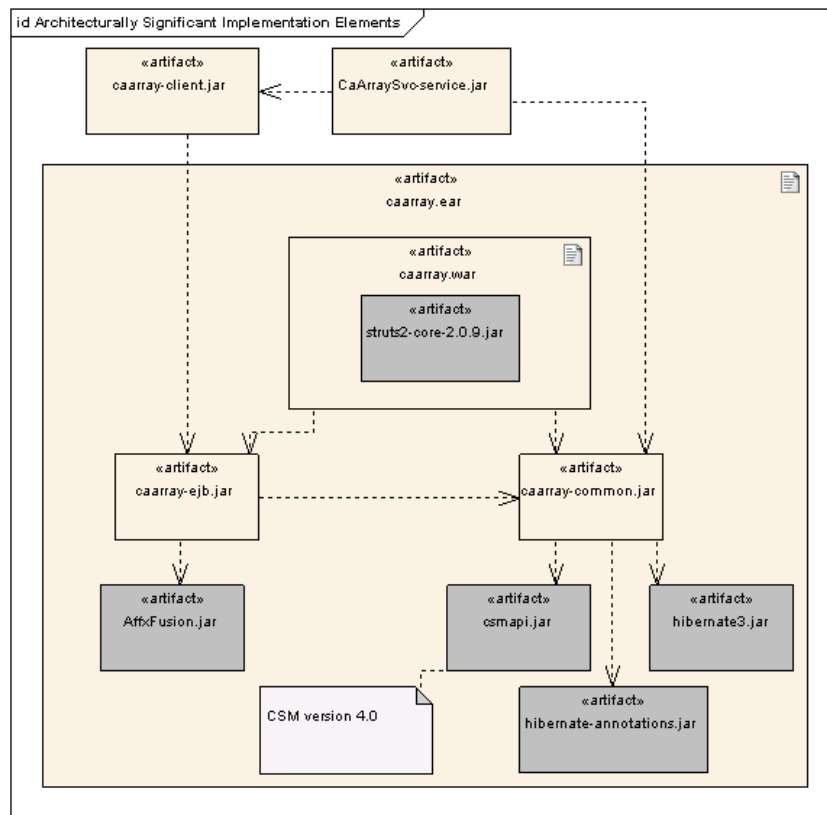 id Architecturally Significant Implementation Elements
«artifact»
caarray-client.jar
«artifact»
CaArraySvc-service.jar
«artifact»
caarray.ear
«artifact»
caarray.war
«artifact»
struts2-core-2.0.9.jar
«artifact»
caarray-ejb.jar
«artifact»
caarray-common.jar
«artifact»
AffxFusion.jar
«artifact»
csmapi.jar
«artifact»
hibernate3.jar
CSM version 4.0
«artifact»
hibernate-annotations.jar